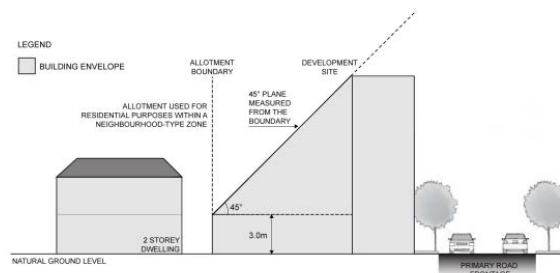 LEGEND
BUILDING ENVELOPE
ALLOTMENT
BOUNDARY
DEVELOPMENT
SITE
ALLOTMENT USED FOR
RESIDENTIAL PURPOSES WITHIN A
NEIGHBOURHOOD-TYPE ZONE
45° PLANE
MEASURED
FROM THE
BOUNDARY
45°
3.0m
2 STOREY
DWELLING
NATURAL GROUND LEVEL
PRIMARY ROAD
FRONTAGE